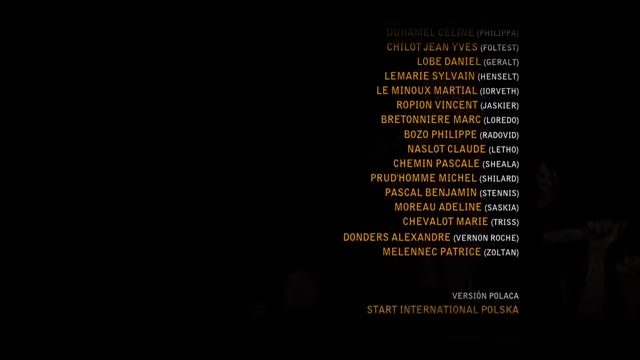 DUHAMEL CÉLINE (PHILIPPA)
CHILOT JEAN YVES (FOLTEST)
LOBE DANIEL (GERALT)
LEMARIE SYLVAIN (HENSELT)
LE MINOUX MARTIAL (IORVETH)
ROPION VINCENT (JASKIER)
BRETONNIERE MARC (LOREDO)
BOZO PHILIPPE (RADOVID)
NASLOT CLAUDE (LETHO)
CHEMIN PASCALE (SHEALA)
PRUD'HOMME MICHEL (SHILARD)
PASCAL BENJAMIN (STENNIS)
MOREAU ADELINE (SASKIA)
CHEVALOT MARIE (TRISS)
DONDERS ALEXANDRE (VERNON ROCHE)
MELENNEC PATRICE (ZOLTAN)
VERSIÓN POLACA
START INTERNATIONAL POLSKA